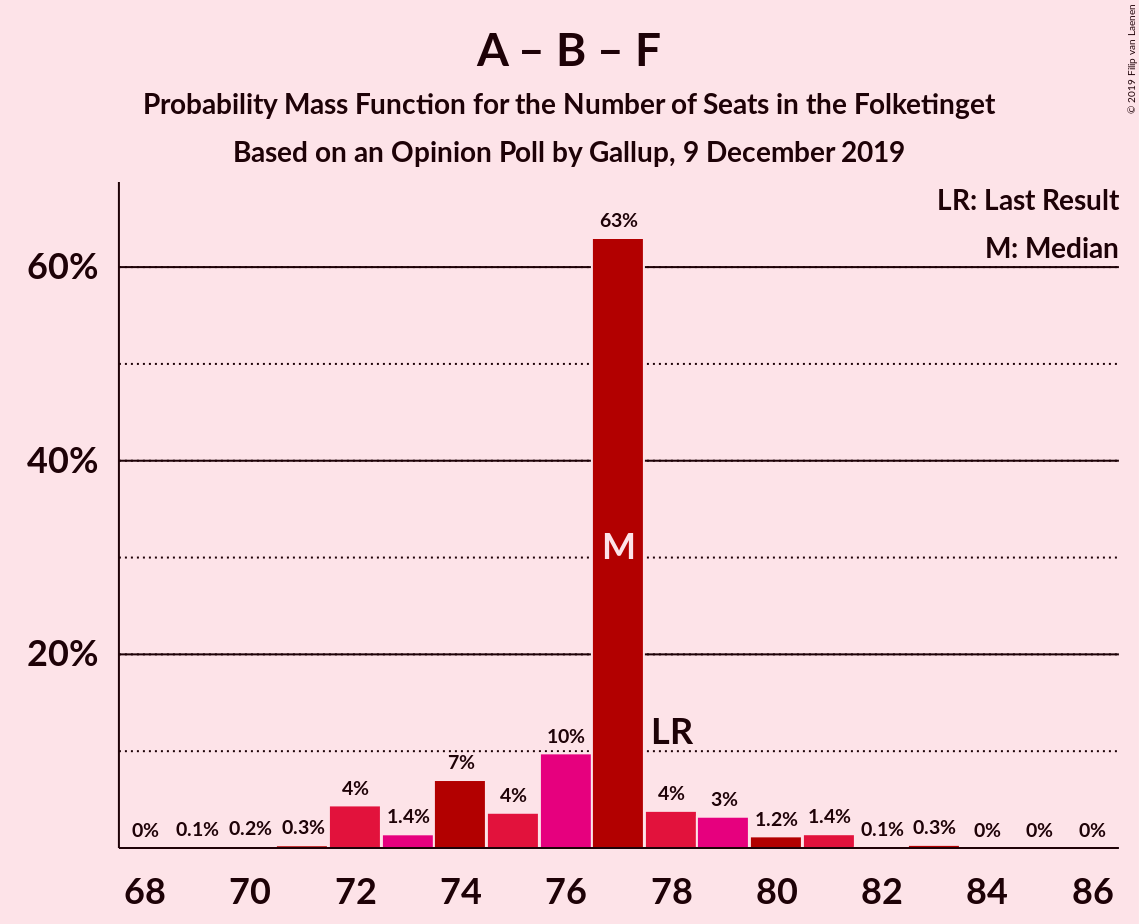 A – B – F
Probability Mass Function for the Number of Seats in the Folketinget
Based on an Opinion Poll by Gallup, 9 December 2019
© 2019 Filip van Laenen
LR: Last Result
M: Median
60%
40%
20%
0%
0.1%
0.2%
0.3%
4%
1.4%
7%
4%
10%
63%
M
LR
4%
3%
1.2%
1.4%
0.1%
0.3%
0%
0%
0%
68 70 72 74 76 78 80 82 84 86